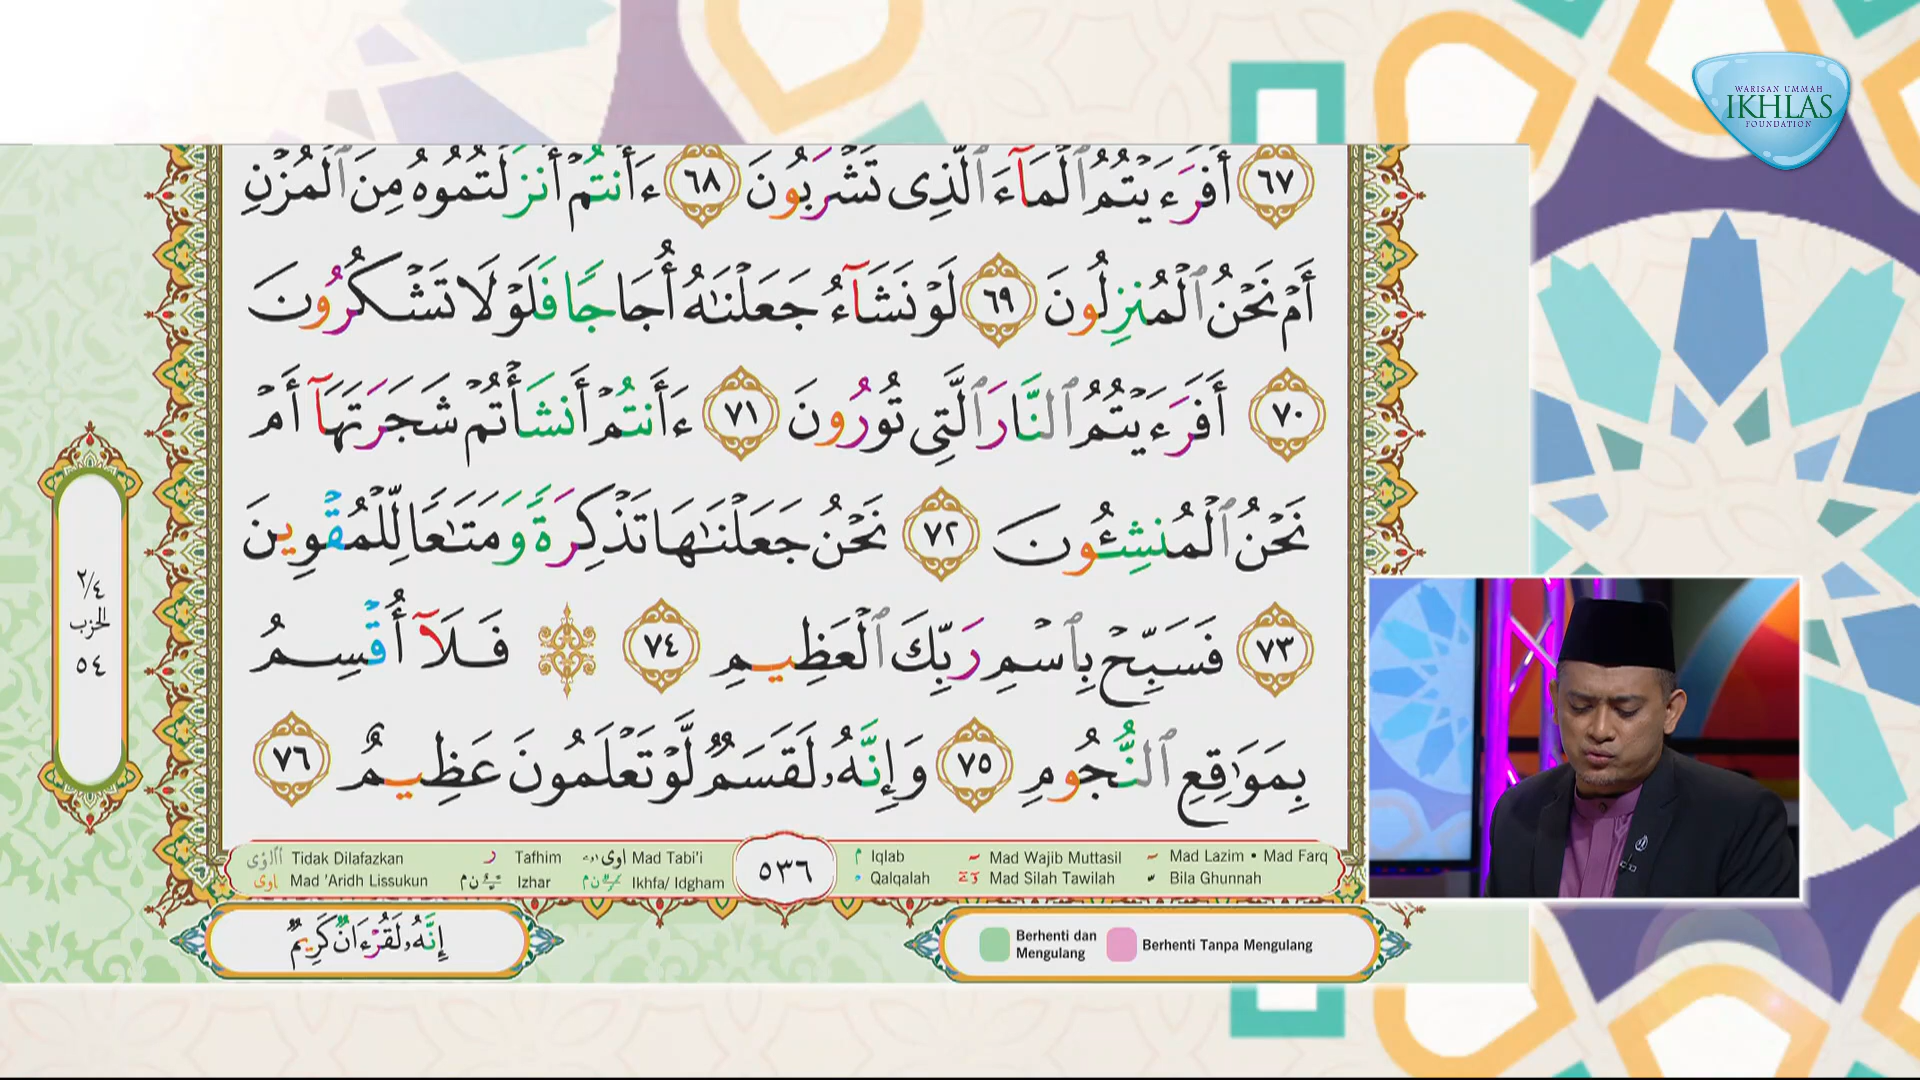 WARISAN UMMAH
IKHLAS
FOUNDATION
٦٧ أَفَرَءَيْتُمُ ٱلْمَآءَ ٱلَّذِى تَشْرَبُونَ ٦٨ ءَأَنتُمْ أَنزَلْتُمُوهُ مِنَ ٱلْمُزْنِ
أَمْ نَحْنُ ٱلْمُنزِلُونَ ٦٩ لَوْ نَشَآءُ جَعَلْنَٰهُ أُجَاجًا فَلَوْلَا تَشْكُرُونَ
٧٠ أَفَرَءَيْتُمُ ٱلنَّارَ ٱلَّتِى تُورُونَ ٧١ ءَأَنتُمْ أَنشَأْتُمْ شَجَرَتَهَآ أَمْ
نَحْنُ ٱلْمُنشِـُٔونَ ٧٢ نَحْنُ جَعَلْنَٰهَا تَذْكِرَةً وَمَتَٰعًا لِّلْمُقْوِينَ
٧٣ فَسَبِّحْ بِٱسْمِ رَبِّكَ ٱلْعَظِيمِ ٧٤ فَلَآ أُقْسِمُ
بِمَوَٰقِعِ ٱلنُّجُومِ ٧٥ وَإِنَّهُۥ لَقَسَمٌ لَّوْ تَعْلَمُونَ عَظِيمٌ ٧٦
٢/٤
الحزب
٥٤
Tidak Dilafazkan
Tafhim
اوى Mad Tabi'i
Iqlab
Mad Wajib Muttasil
Mad Lazim • Mad Farq
اوى Mad 'Aridh Lissukun
Izhar
Ikhfa/ Idgham
Qalqalah
Mad Silah Tawilah
Bila Ghunnah
٥٣٦
إِنَّهُۥ لَقُرْءَانٌ كَرِيمٌ
Berhenti dan
Mengulang
Berhenti Tanpa Mengulang